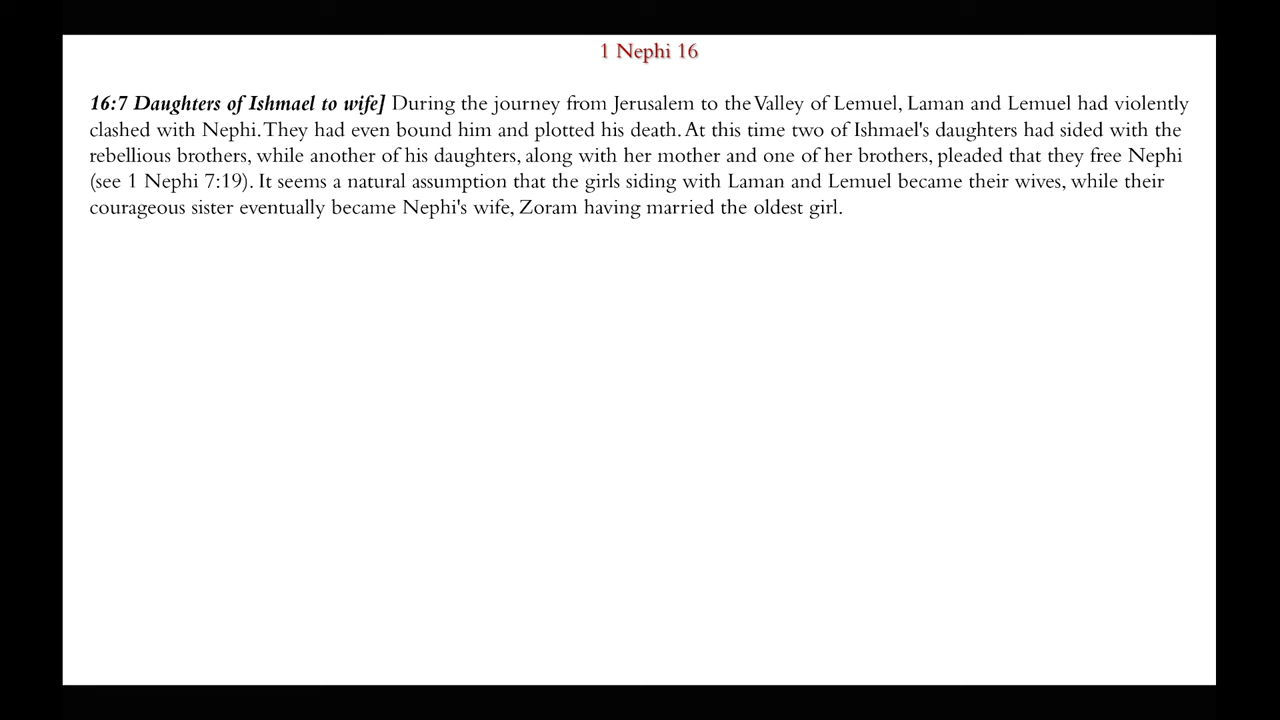 1 Nephi 16
16:7 Daughters of Ishmael to wife] During the journey from Jerusalem to the Valley of Lemuel, Laman and Lemuel had violently
clashed with Nephi. They had even bound him and plotted his death. At this time two of Ishmael's daughters had sided with the
rebellious brothers, while another of his daughters, along with her mother and one of her brothers, pleaded that they free Nephi
(see 1 Nephi 7:19). It seems a natural assumption that the girls siding with Laman and Lemuel became their wives, while their
courageous sister eventually became Nephi's wife, Zoram having married the oldest girl.